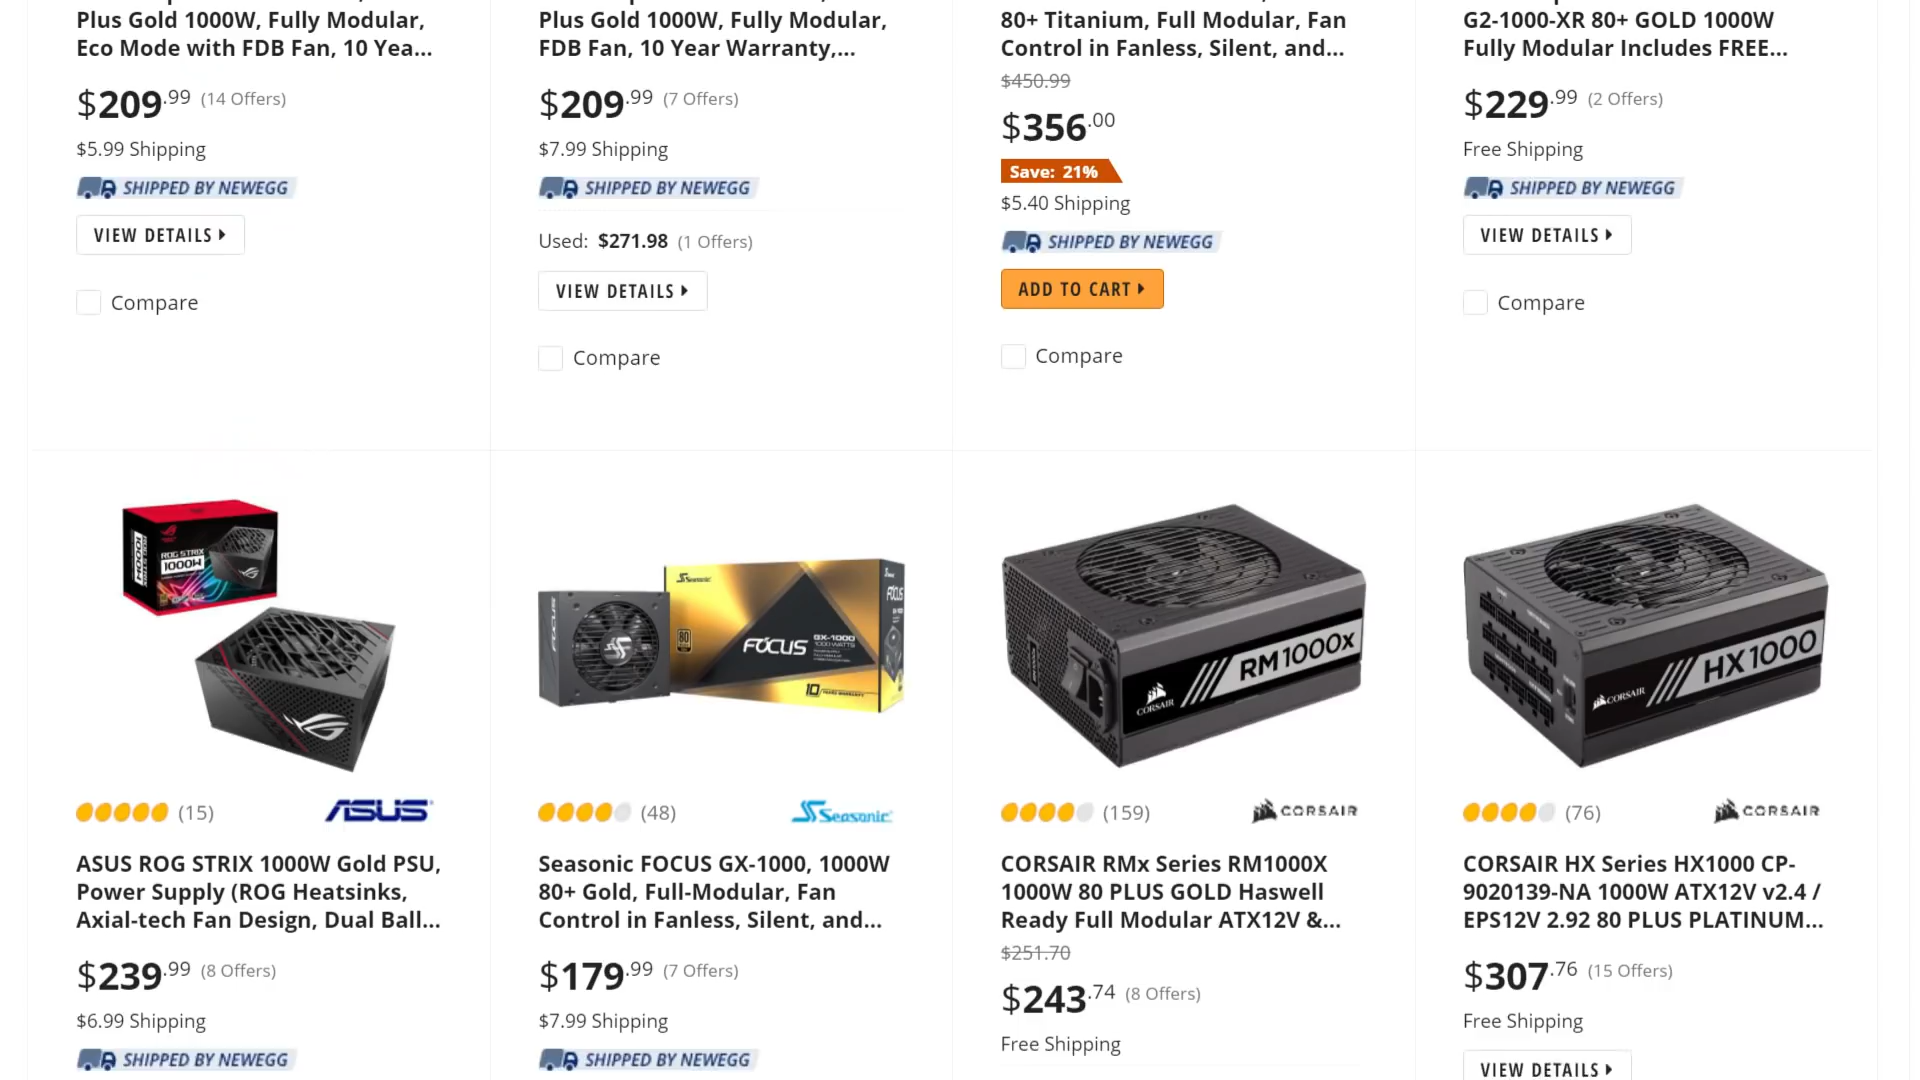 Plus Gold 1000W, Fully Modular,
Eco Mode with FDB Fan, 10 Yea...
$209.99 (14 Offers)
$5.99 Shipping
SHIPPED BY NEWEGG
VIEW DETAILS
Compare
Plus Gold 1000W, Fully Modular,
FDB Fan, 10 Year Warranty,...
$209.99 (7 Offers)
$7.99 Shipping
SHIPPED BY NEWEGG
Used: $271.98 (1 Offers)
VIEW DETAILS
Compare
80+ Titanium, Full Modular, Fan
Control in Fanless, Silent, and...
$450.99
$356.00
Save: 21%
$5.40 Shipping
SHIPPED BY NEWEGG
ADD TO CART
Compare
G2-1000-XR 80+ GOLD 1000W
Fully Modular Includes FREE...
$229.99 (2 Offers)
Free Shipping
SHIPPED BY NEWEGG
VIEW DETAILS
Compare
ROG STRIX
1000W
(15)
ASUS
ASUS ROG STRIX 1000W Gold PSU,
Power Supply (ROG Heatsinks,
Axial-tech Fan Design, Dual Ball...
$239.99 (8 Offers)
$6.99 Shipping
SHIPPED BY NEWEGG
FOCUS
Seasonic
FOCUS
80
FOCUS
GX-1000
1000 WATTS
10
(48)
Seasonic
Seasonic FOCUS GX-1000, 1000W
80+ Gold, Full-Modular, Fan
Control in Fanless, Silent, and...
$179.99 (7 Offers)
$7.99 Shipping
SHIPPED BY NEWEGG
RM1000x
CORSAIR
(159)
CORSAIR
CORSAIR RMx Series RM1000X
1000W 80 PLUS GOLD Haswell
Ready Full Modular ATX12V &...
$251.70
$243.74 (8 Offers)
Free Shipping
HX1000
CORSAIR
(76)
CORSAIR
CORSAIR HX Series HX1000 CP-
9020139-NA 1000W ATX12V v2.4 /
EPS12V 2.92 80 PLUS PLATINUM...
$307.76 (15 Offers)
Free Shipping
VIEW DETAILS